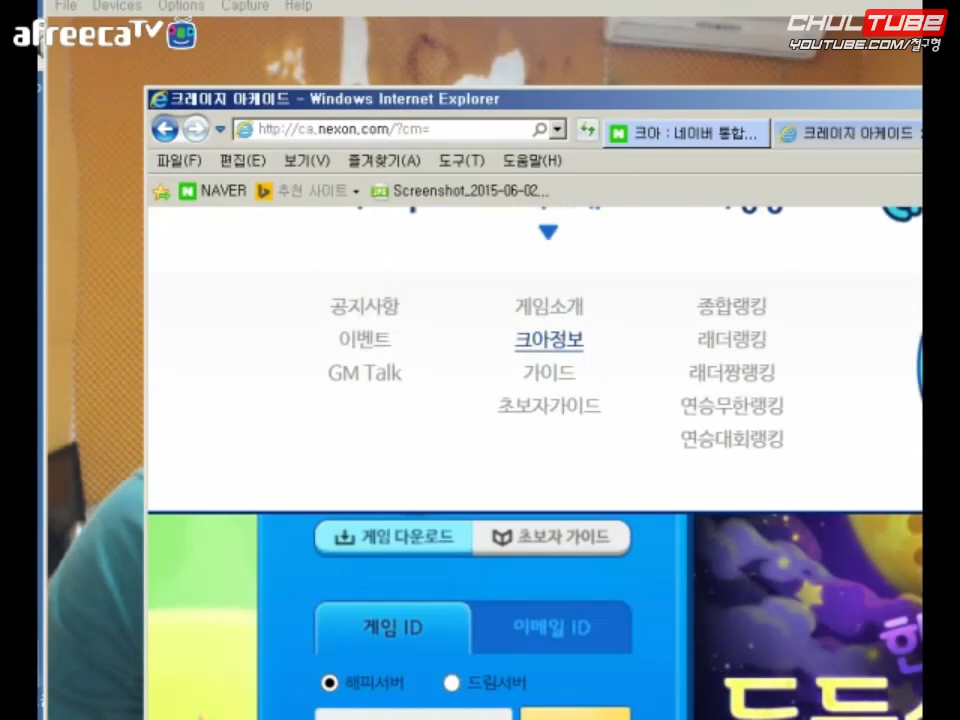 File Devices Options Capture Help
afreecaTV
CHULTUBE
YOUTUBE.COM/철구형
크레이지 아케이드 - Windows Internet Explorer
http://ca.nexon.com/?cm=
크아 : 네이버 통합...
크레이지 아케이드
파일(F) 편집(E) 보기(V) 즐겨찾기(A) 도구(T) 도움말(H)
NAVER 추천 사이트 Screenshot_2015-06-02...
공지사항 게임소개 종합랭킹
이벤트 크아정보 래더랭킹
GM Talk 가이드 래더짱랭킹
초보자가이드 연승무한랭킹
연승대회랭킹
게임 다운로드 초보자 가이드
게임 ID 이메일 ID
해피서버 드림서버